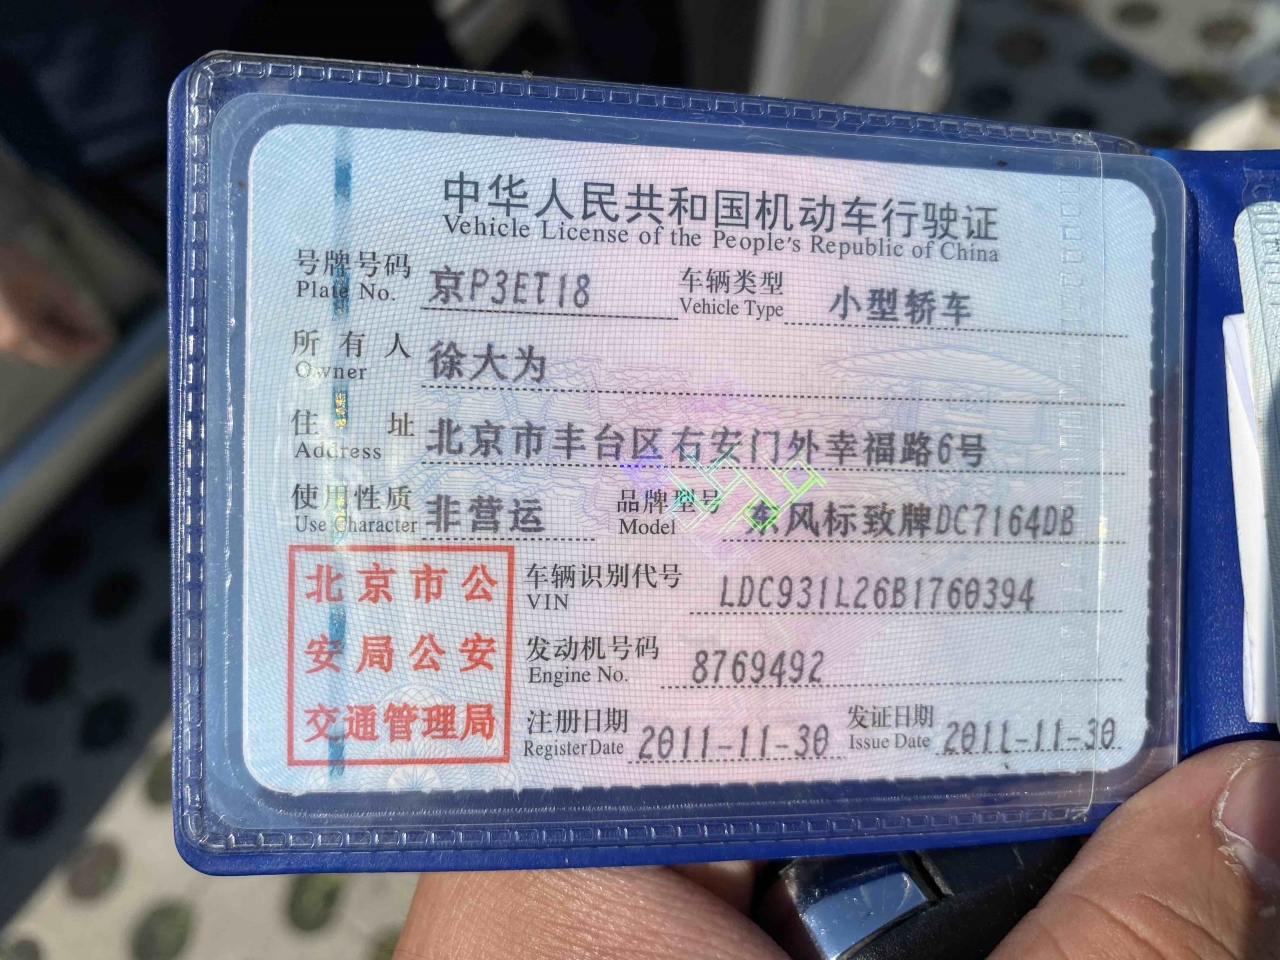 中华人民共和国机动车行驶证
Vehicle License of the People's Republic of China
号牌号码 京P3ET18 车辆类型 小型轿车
Plate No. Vehicle Type
所有人 徐大为
Owner
住址 北京市丰台区右安门外幸福路6号
Address
使用性质 非营运 品牌型号 东风标致牌DC7164DB
Use Character Model
北京市公
安局公安
交通管理局
车辆识别代号 LDC931L26B1760394
VIN
发动机号码 8769492
Engine No.
注册日期 2011-11-30 发证日期 2011-11-30
Register Date Issue Date